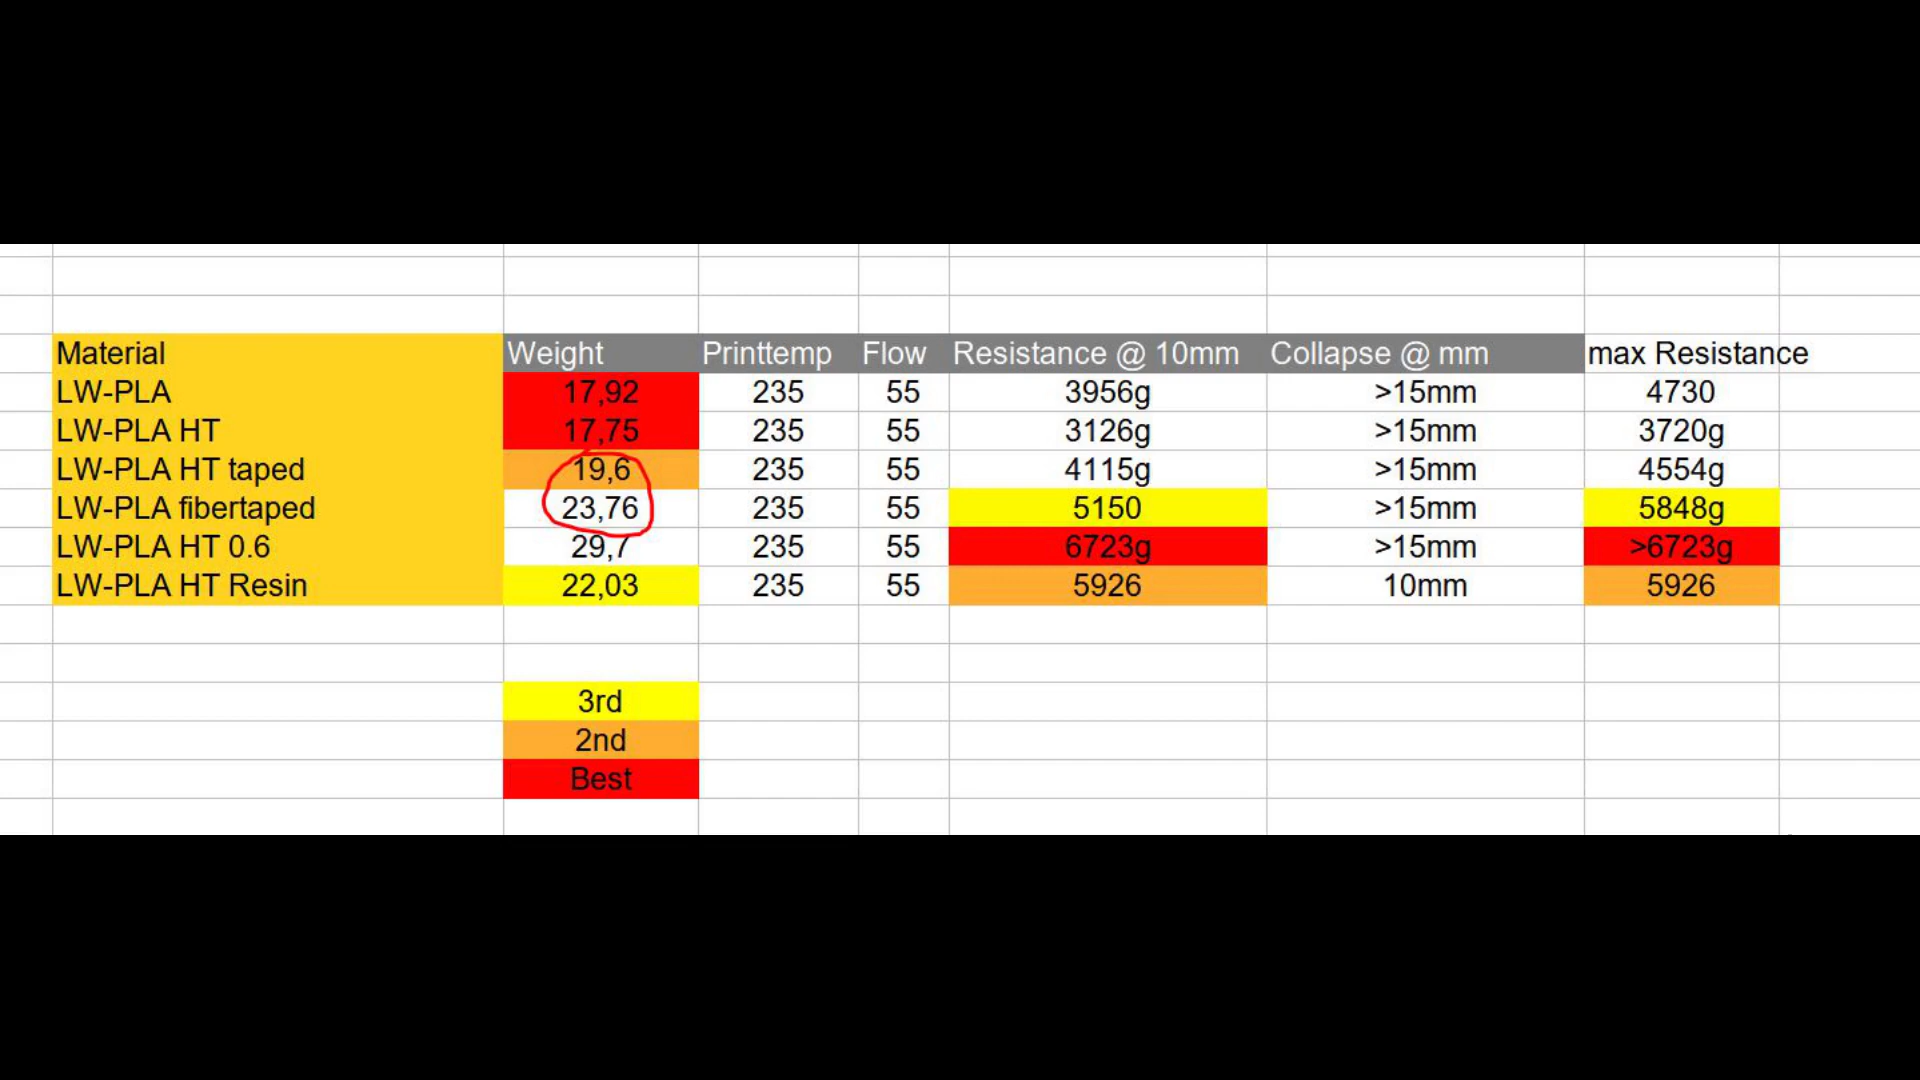 Material Weight Printtemp Flow Resistance @ 10mm Collapse @ mm max Resistance
LW-PLA 17,92 235 55 3956g >15mm 4730
LW-PLA HT 17,75 235 55 3126g >15mm 3720g
LW-PLA HT taped 19,6 235 55 4115g >15mm 4554g
LW-PLA fibertaped 23,76 235 55 5150 >15mm 5848g
LW-PLA HT 0.6 29,7 235 55 6723g >15mm >6723g
LW-PLA HT Resin 22,03 235 55 5926 10mm 5926
3rd
2nd
Best